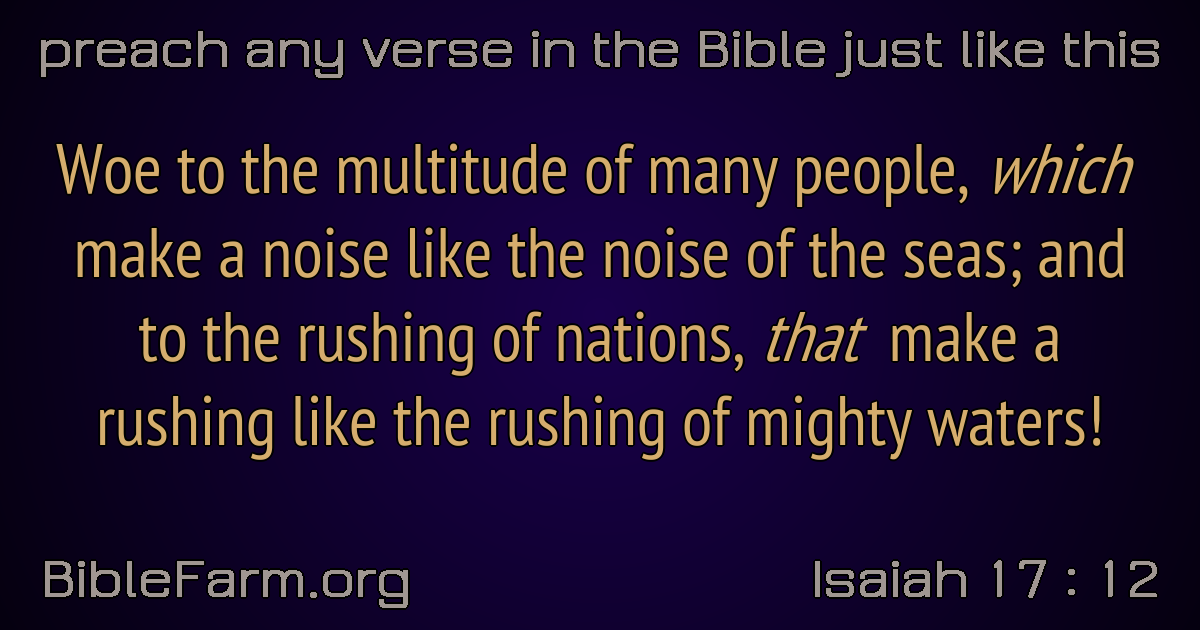 preach any verse in the Bible just like this
Woe to the multitude of many people, which
make a noise like the noise of the seas; and
to the rushing of nations, that make a
rushing like the rushing of mighty waters!
BibleFarm.org
Isaiah 17 : 12